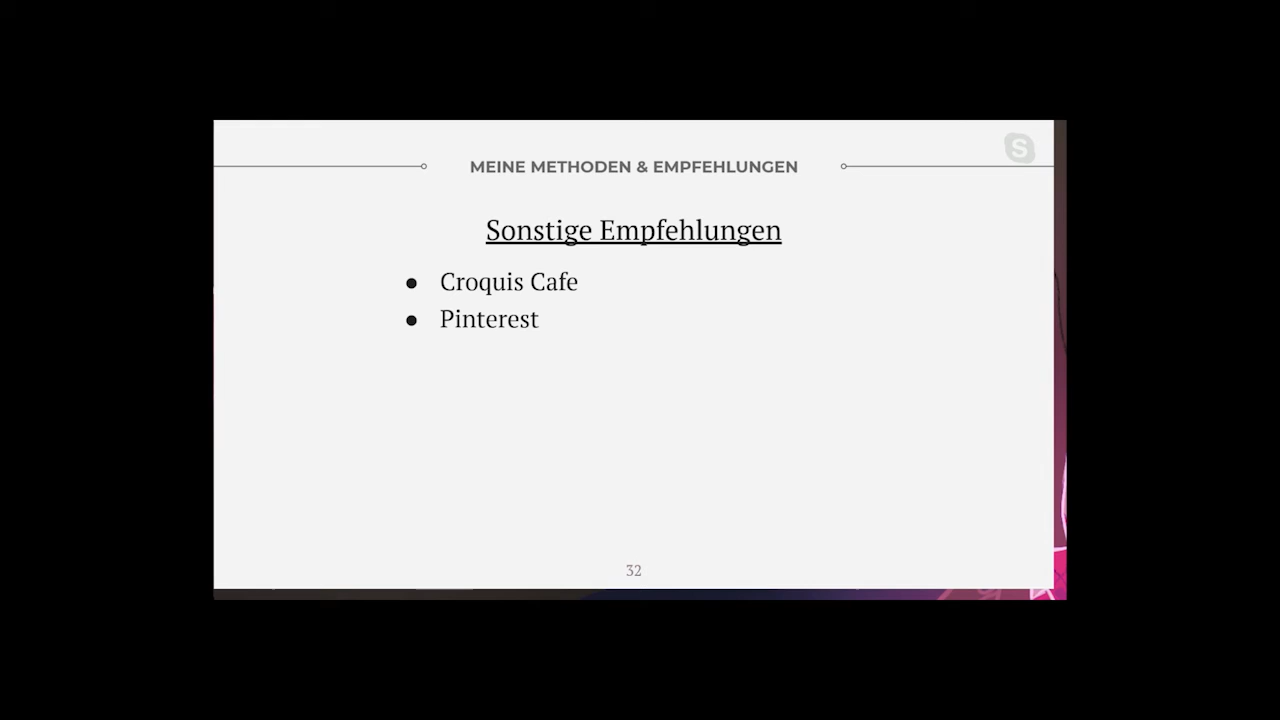 S
MEINE METHODEN & EMPFEHLUNGEN
Sonstige Empfehlungen
● Croquis Cafe
● Pinterest
32